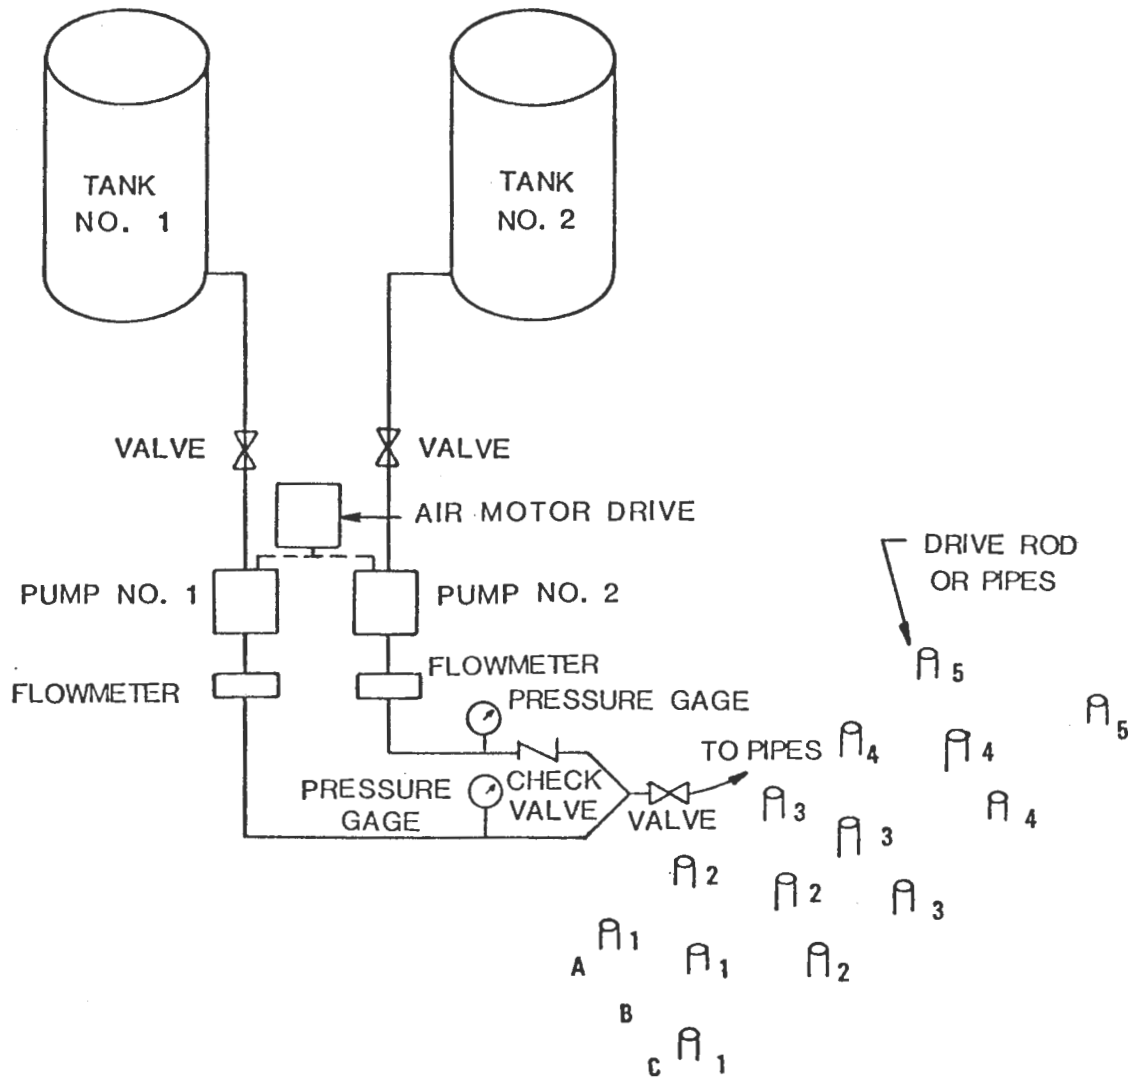 TANK
NO. 1
TANK
NO. 2
VALVE
VALVE
AIR MOTOR DRIVE
DRIVE ROD
OR PIPES
PUMP NO. 1
PUMP NO. 2
FLOWMETER
FLOWMETER
PRESSURE GAGE
TO PIPES
PRESSURE
GAGE
CHECK
VALVE
VALVE
5
5
4
4
4
3
3
3
2
2
2
1
1
1
A
B
C